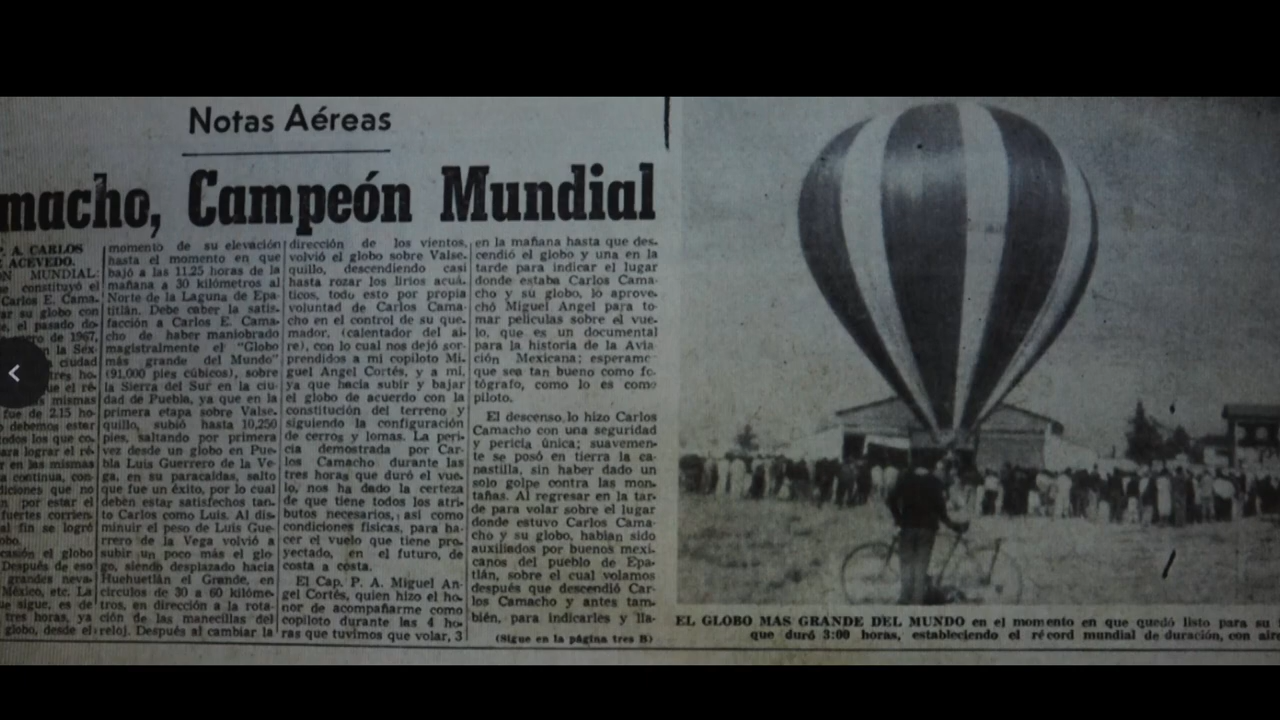 Notas Aéreas
macho, Campeón Mundial
P. A. CARLOS
ACEVEDO.
ON MUNDIAL:
se constituyó el
Carlos E. Cama-
ar su globo con
e, el pasado do-
ero de 1967,
en la Sex-
a ciudad
tres ho-
ue el ré-
mismas
fue de 2.15 ho-
debemos estar
todos los que co-
ara lograr el ré-
r en las mismas
a continua, con-
diciones que no
n por estar el
fuertes corrien-
al fin se logró
obo.
casión el globo
Después de eso
grandes neva-
México, etc. La
ue sigue, es de
tres horas, ya
globo, desde el
momento de su elevación
hasta el momento en que
bajó a las 11.25 horas de la
mañana a 30 kilómetros al
Norte de la Laguna de Epa-
titlán. Debe caber la satis-
facción a Carlos E. Cama-
cho de haber maniobrado
magistralmente el "Globo
más grande del Mundo"
(91,000 pies cúbicos), sobre
la Sierra del Sur en la ciu-
dad de Puebla, ya que en la
primera etapa sobre Valse-
quillo, subió hasta 10,250
pies, saltando por primera
vez desde un globo en Pue-
bla Luis Guerrero de la Ve-
ga, en su paracaídas, salto
que fue un éxito, por lo cual
deben estar satisfechos tan-
to Carlos como Luis. Al dis-
minuir el peso de Luis Gue-
rrero de la Vega volvió a
subir un poco más el glo-
go, siendo desplazado hacia
Huehuetlán el Grande, en
círculos de 30 a 60 kilóme-
tros, en dirección a la rota-
ción de las manecillas del
reloj. Después al cambiar la
dirección de los vientos,
volvió el globo sobre Valse-
quillo, descendiendo casi
hasta rozar los lirios acuá-
ticos, todo esto por propia
voluntad de Carlos Cama-
cho en el control de su que-
mador, (calentador del ai-
re), con lo cual nos dejó sor-
prendidos a mi copiloto Mi-
guel Angel Cortés, y a mí,
ya que hacía subir y bajar
el globo de acuerdo con la
constitución del terreno y
siguiendo la configuración
de cerros y lomas. La peri-
cia demostrada por Car-
los Camacho durante las
tres horas que duró el vue-
lo, nos ha dado la certeza
de que tiene todos los atri-
butos necesarios, así como
condiciones físicas, para ha-
cer el vuelo que tiene pro-
yectado, en el futuro, de
costa a costa.
El Cap. P. A. Miguel An-
gel Cortés, quien hizo el ho-
nor de acompañarme como
copiloto durante las 4 ho-
ras que tuvimos que volar, 3
en la mañana hasta que des-
cendió el globo y una en la
tarde para indicar el lugar
donde estaba Carlos Cama-
cho y su globo, lo aprove-
chó Miguel Angel para to-
mar películas sobre el vue-
lo, que es un documental
para la historia de la Avia-
ción Mexicana; esperamo
que sea tan bueno como fo-
tógrafo, como lo es como
piloto.
El descenso lo hizo Carlos
Camacho con una seguridad
y pericia única; suavemen-
te se posó en tierra la ca-
nastilla, sin haber dado un
solo golpe contra las mon-
tañas. Al regresar en la tar-
de para volar sobre el lugar
donde estuvo Carlos Cama-
cho y su globo, habían sido
auxiliados por buenos mexi-
canos del pueblo de Epa-
tlán, sobre el cual volamos
después que descendió Car-
los Camacho y antes tam-
bién, para indicarles y lla-
(Sigue en la página tres B)
EL GLOBO MAS GRANDE DEL MUNDO en el momento en que quedó listo para su
que duró 3:00 horas, estableciendo el récord mundial de duración, con aire